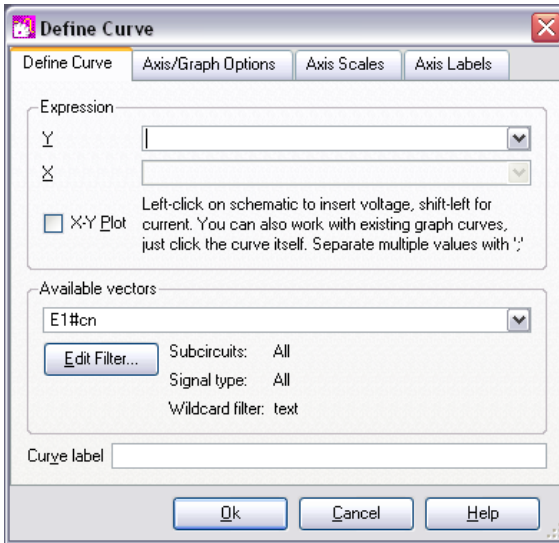 Define Curve
Define Curve Axis/Graph Options Axis Scales Axis Labels
Expression
Y
X
X-Y Plot
Left-click on schematic to insert voltage, shift-left for
current. You can also work with existing graph curves,
just click the curve itself. Separate multiple values with ';'
Available vectors
E1#cn
Edit Filter...
Subcircuits: All
Signal type: All
Wildcard filter: text
Curve label
Ok Cancel Help